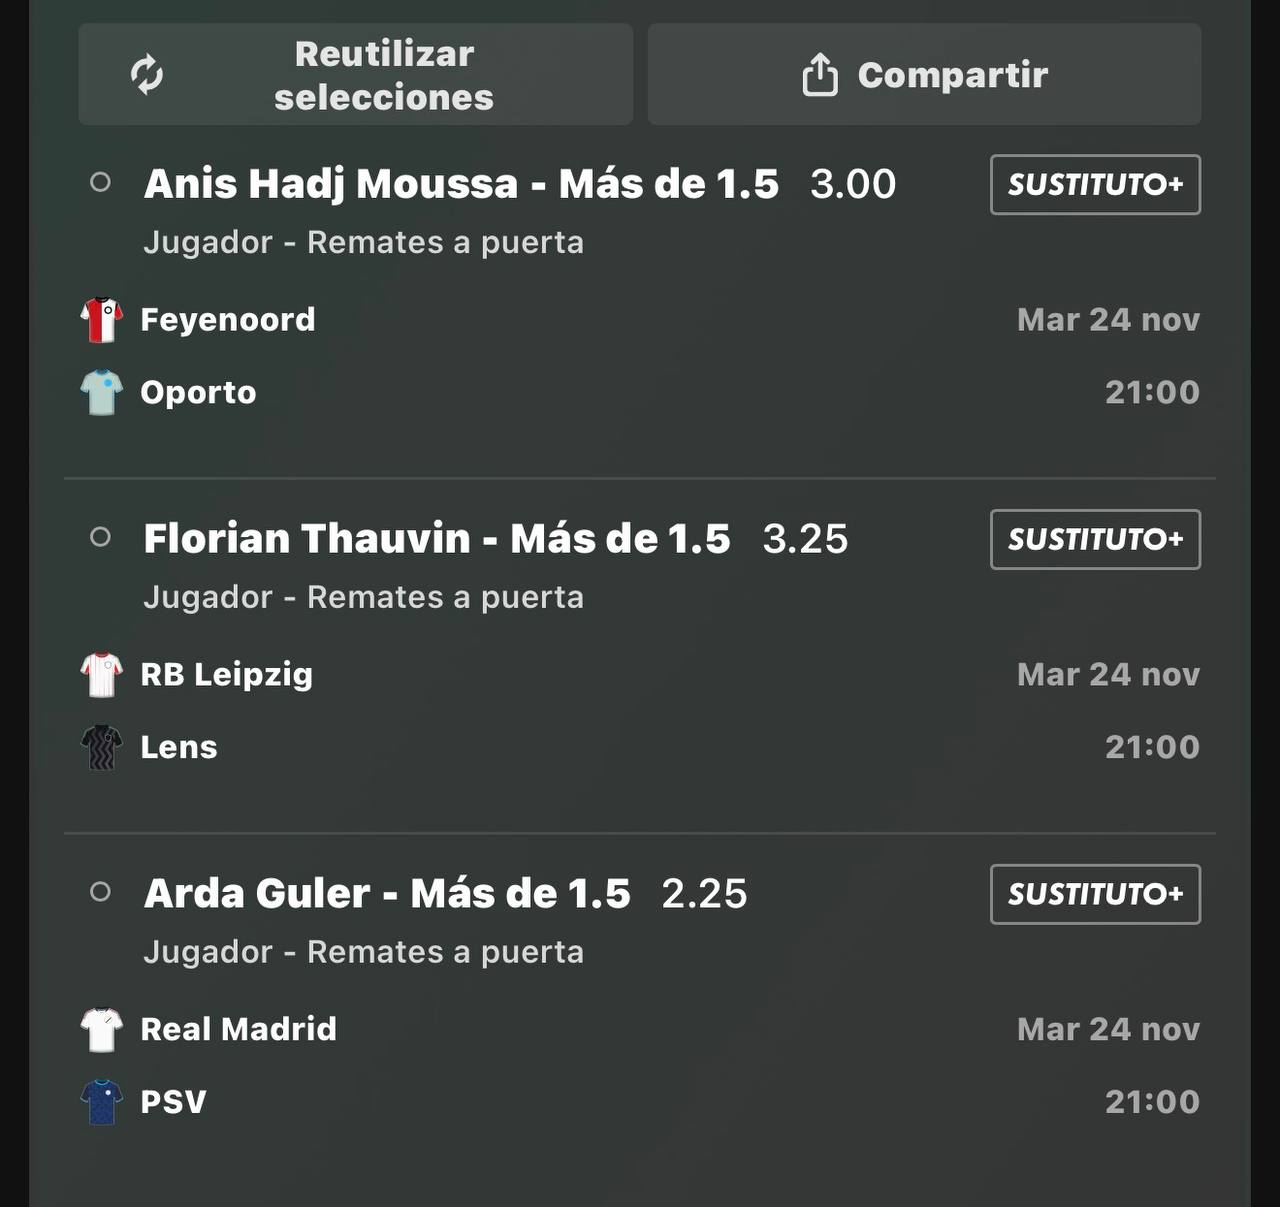 Reutilizar
selecciones
Compartir
Anis Hadj Moussa - Más de 1.5 3.00 SUSTITUTO+
Jugador - Remates a puerta
Feyenoord Mar 24 nov
Oporto 21:00
Florian Thauvin - Más de 1.5 3.25 SUSTITUTO+
Jugador - Remates a puerta
RB Leipzig Mar 24 nov
Lens 21:00
Arda Guler - Más de 1.5 2.25 SUSTITUTO+
Jugador - Remates a puerta
Real Madrid Mar 24 nov
PSV 21:00